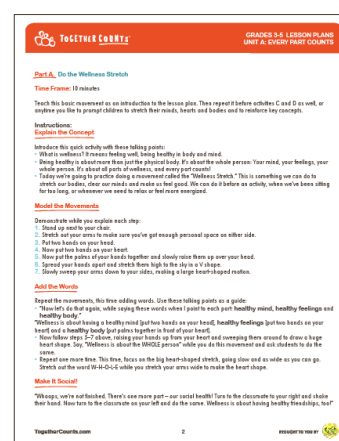 TOGETHER COUNTS
GRADES 3-5 LESSON PLANS
UNIT A: EVERY PART COUNTS
Part A. Do the Wellness Stretch
Time Frame: 10 minutes
Teach this basic movement as an introduction to the lesson plan. Then repeat it before activities C and D as well, or
anytime you like to prompt children to stretch their minds, hearts and bodies and to reinforce key concepts.
Instructions:
Explain the Concept
Introduce this quick activity with these talking points:
• What is wellness? It means feeling well, being healthy in body and mind.
• Being healthy is about more than just the physical body. It's about the whole person: Your mind, your feelings, your
whole person. It's about all parts of wellness, and every part counts!
• Today we're going to practice doing a movement called the "Wellness Stretch." This is something we can do to
stretch our bodies, clear our minds and make us feel good. We can do it before an activity, when we've been sitting
for too long, or whenever we need to relax or feel more energized.
Model the Movements
Demonstrate while you explain each step:
1. Stand up next to your chair.
2. Stretch out your arms to make sure you've got enough personal space on either side.
3. Put two hands on your head.
4. Now put two hands on your heart.
5. Now put the palms of your hands together and slowly raise them up over your head.
6. Spread your hands apart and stretch them high to the sky in a V shape.
7. Slowly sweep your arms down to your sides, making a large heart-shaped motion.
Add the Words
Repeat the movements, this time adding words. Use these talking points as a guide:
• "Now let's do that again, while saying these words when I point to each part: healthy mind, healthy feelings and
healthy body."
"Wellness is about having a healthy mind (put two hands on your head), healthy feelings (put two hands on your
heart) and a healthy body (put palms together in front of your heart).
• Now follow steps 5–7 above, raising your hands up from your heart and sweeping them around to draw a huge
heart shape. Say, "Wellness is about the WHOLE person" while you do this movement and ask students to do the
same.
• Repeat one more time. This time, focus on the big heart-shaped stretch, going slow and as wide as you can go.
Stretch out the word W-H-O-L-E while you stretch your arms wide to make the heart shape.
Make It Social!
"Whoops, we're not finished. There's one more part – our social health! Turn to the classmate to your right and shake
their hand. Now turn to the classmate on your left and do the same. Wellness is about having healthy friendships, too!"
TogetherCounts.com
2
BROUGHT TO YOU BY